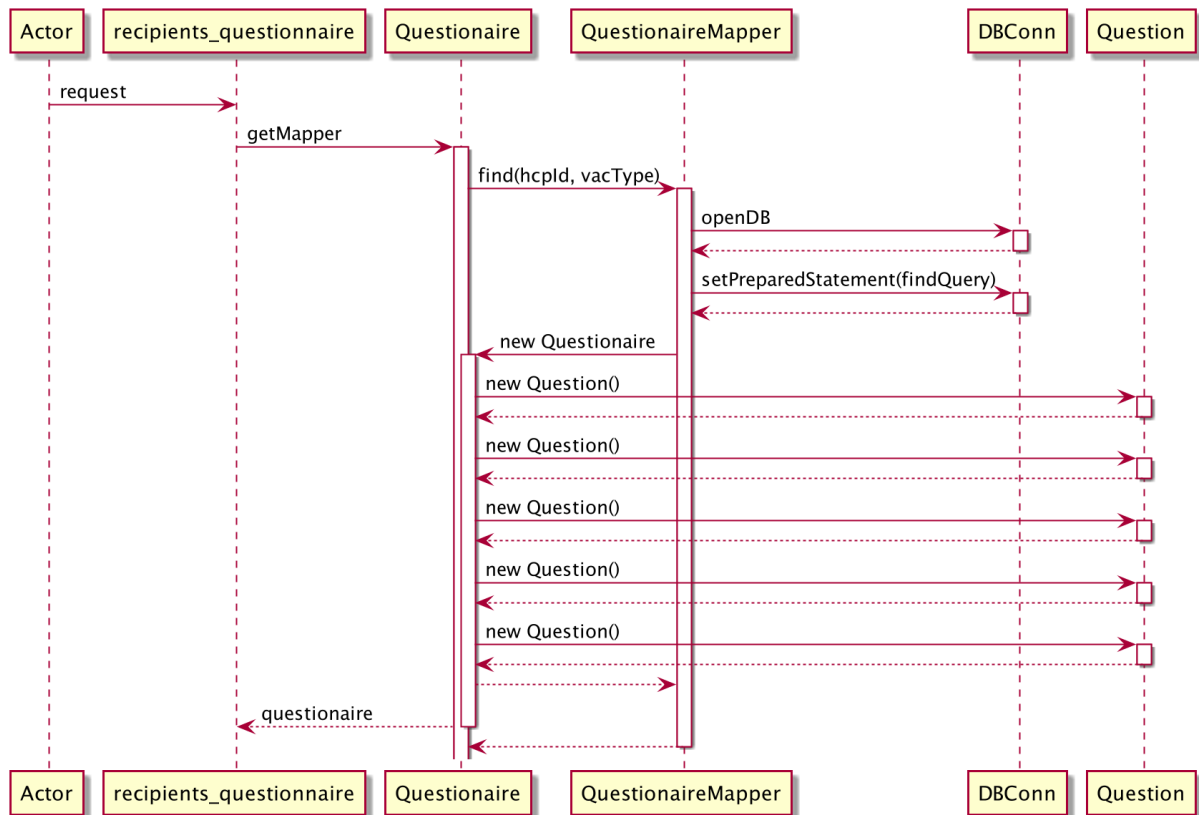 Actor recipients_questionnaire Questionaire QuestionaireMapper DBConn Question
request
getMapper
find(hcpId, vacType)
openDB
setPreparedStatement(findQuery)
new Questionaire
new Question()
new Question()
new Question()
new Question()
new Question()
questionaire
Actor recipients_questionnaire Questionaire QuestionaireMapper DBConn Question